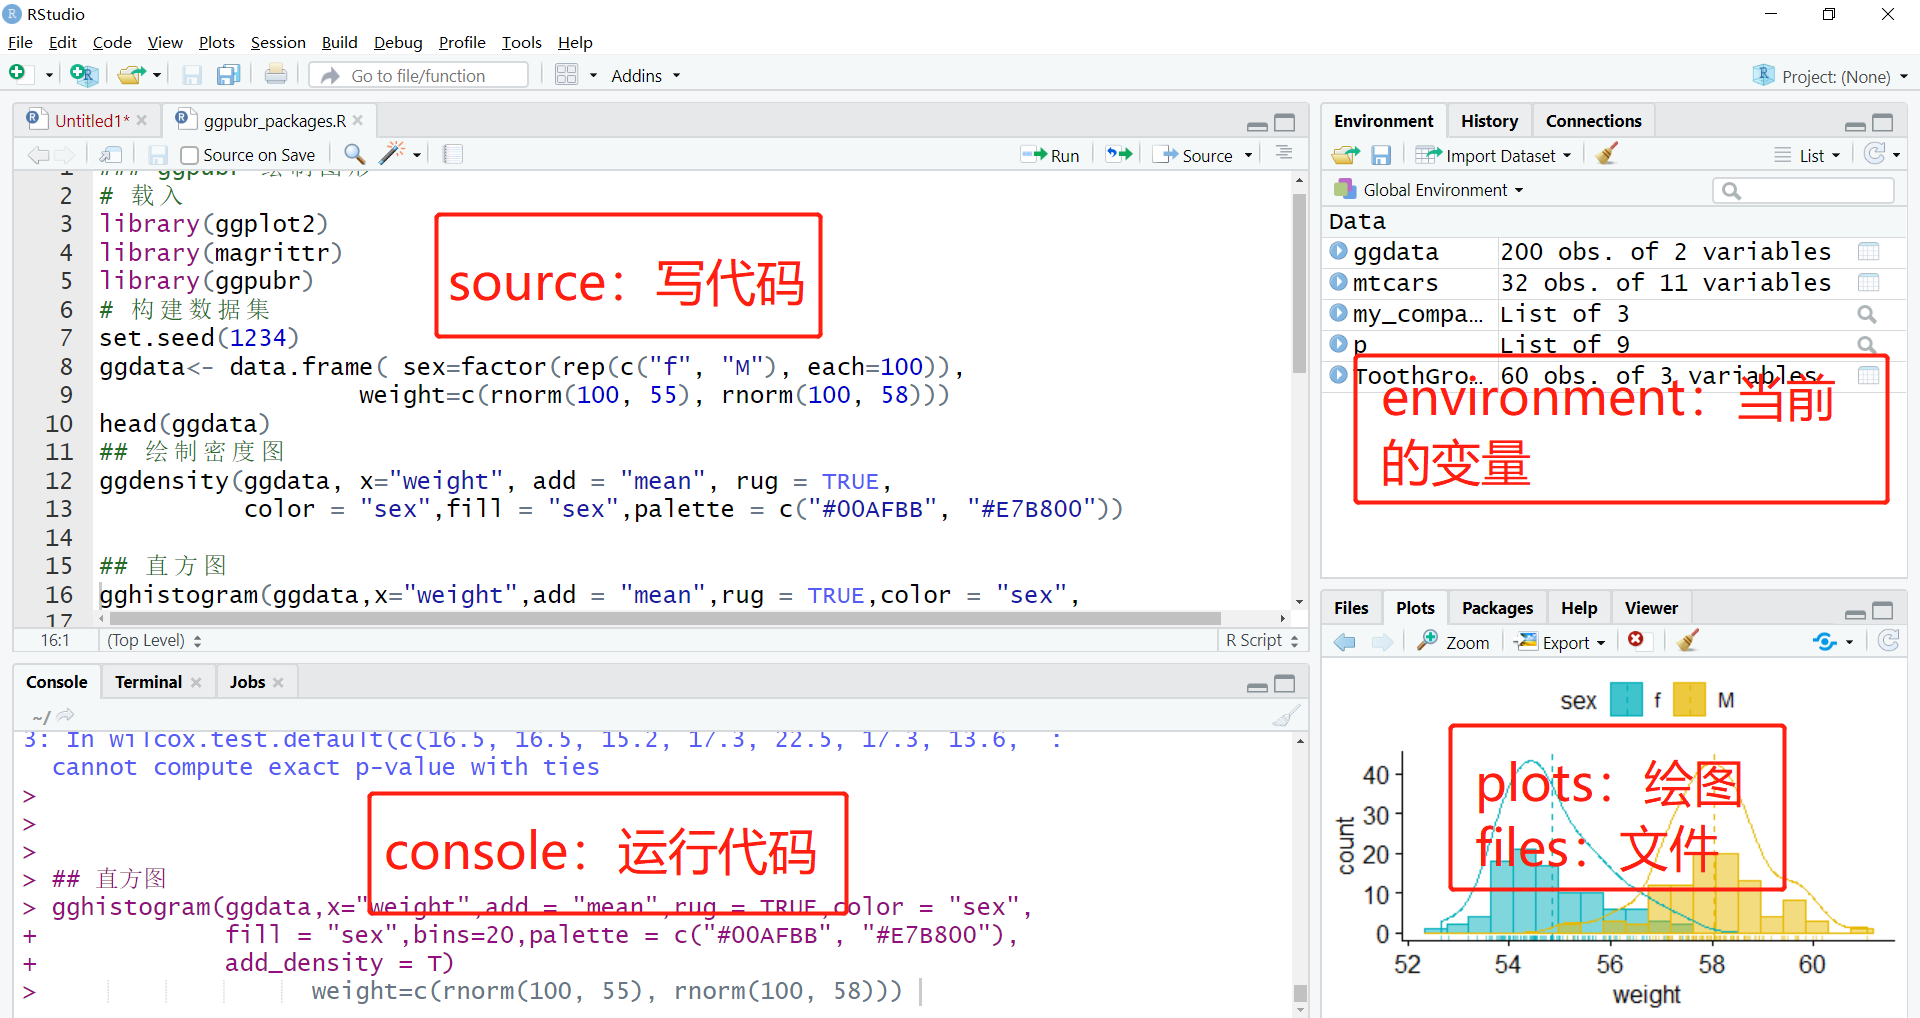 RStudio
File Edit Code View Plots Session Build Debug Profile Tools Help
Go to file/function Addins Project: (None)
Untitled1* ggpubr_packages.R
Source on Save Run Source
1 ### ggpubr 绘制图形
2 # 载入
3 library(ggplot2)
4 library(magrittr)
5 library(ggpubr)
6 # 构建数据集
7 set.seed(1234)
8 ggdata<- data.frame( sex=factor(rep(c("f", "M"), each=100)),
9 weight=c(rnorm(100, 55), rnorm(100, 58)))
10 head(ggdata)
11 ## 绘制密度图
12 ggdensity(ggdata, x="weight", add = "mean", rug = TRUE,
13 color = "sex",fill = "sex",palette = c("#00AFBB", "#E7B800"))
14
15 ## 直方图
16 gghistogram(ggdata,x="weight",add = "mean",rug = TRUE,color = "sex",
17
source：写代码
16:1 (Top Level) R Script
Console Terminal Jobs
~/
3: In wilcox.test.default(c(16.5, 16.5, 15.2, 17.3, 22.5, 17.3, 13.6, :
cannot compute exact p-value with ties
>
>
>
> ## 直方图
> gghistogram(ggdata,x="weight",add = "mean",rug = TRUE,color = "sex",
+ fill = "sex",bins=20,palette = c("#00AFBB", "#E7B800"),
+ add_density = T)
> weight=c(rnorm(100, 55), rnorm(100, 58)))
console：运行代码
Environment History Connections
Import Dataset List
Global Environment
Data
ggdata 200 obs. of 2 variables
mtcars 32 obs. of 11 variables
my_compa… List of 3
p List of 9
ToothGro… 60 obs. of 3 variables
environment：当前
的变量
Files Plots Packages Help Viewer
Zoom Export
sex f M
plots：绘图
files：文件
count
40
30
20
10
0
52 54 56 58 60
weight